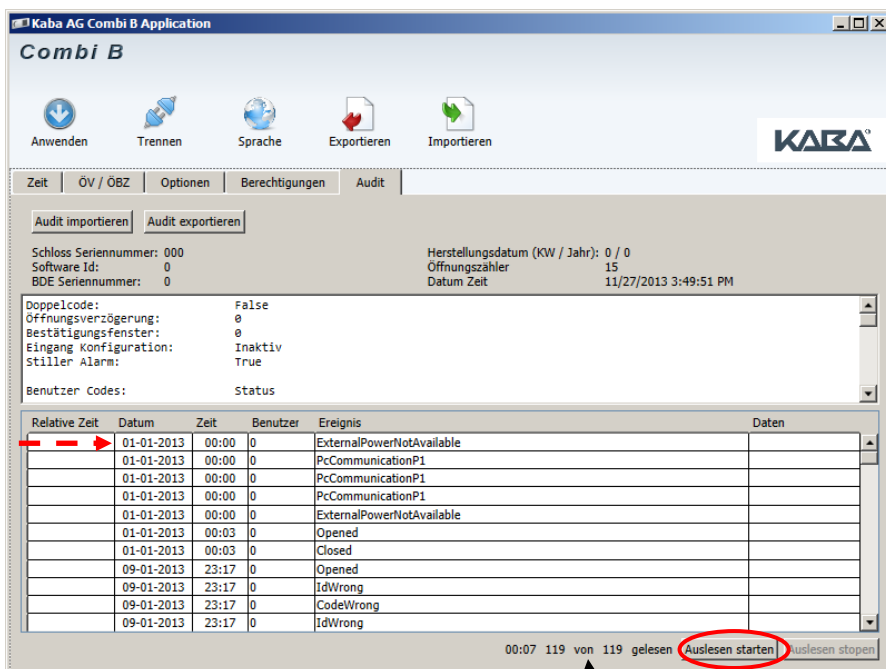 Kaba AG Combi B Application
Combi B
Anwenden Trennen Sprache Exportieren Importieren
KABA®
Zeit ÖV / ÖBZ Optionen Berechtigungen Audit
Audit importieren Audit exportieren
Schloss Seriennummer: 000 Herstellungsdatum (KW / Jahr): 0 / 0
Software Id: 0 Öffnungszähler 15
BDE Seriennummer: 0 Datum Zeit 11/27/2013 3:49:51 PM
Doppelcode: False
Öffnungsverzögerung: 0
Bestätigungsfenster: 0
Eingang Konfiguration: Inaktiv
Stiller Alarm: True
Benutzer Codes: Status
Relative Zeit Datum Zeit Benutzer Ereignis Daten
01-01-2013 00:00 0 ExternalPowerNotAvailable
01-01-2013 00:00 0 PcCommunicationP1
01-01-2013 00:00 0 PcCommunicationP1
01-01-2013 00:00 0 PcCommunicationP1
01-01-2013 00:00 0 ExternalPowerNotAvailable
01-01-2013 00:03 0 Opened
01-01-2013 00:03 0 Closed
09-01-2013 23:17 0 Opened
09-01-2013 23:17 0 IdWrong
09-01-2013 23:17 0 CodeWrong
09-01-2013 23:17 0 IdWrong
00:07 119 von 119 gelesen Auslesen starten Auslesen stopen